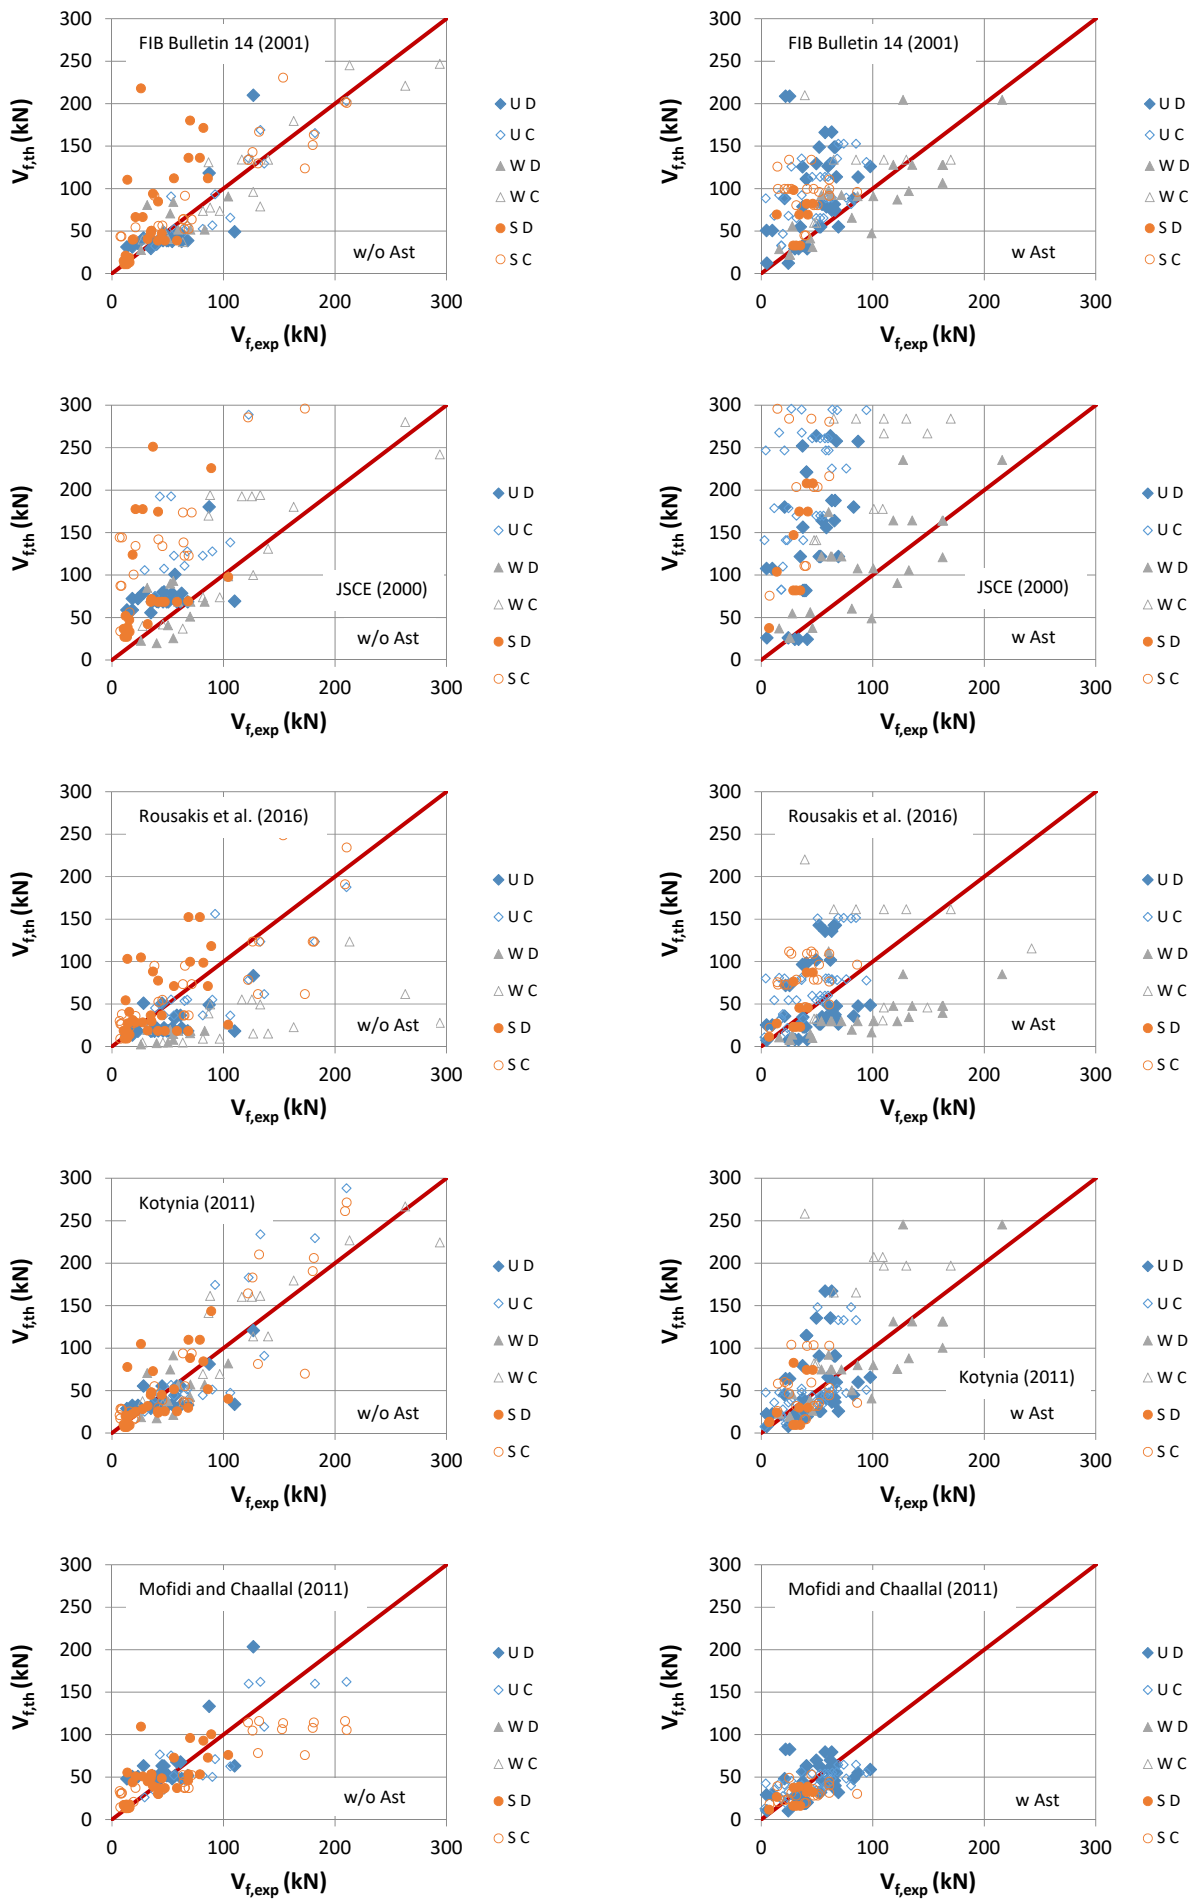 300
250
200
150
100
50
0
0
100
200
300
V_f,th (kN)
V_f,exp (kN)
FIB Bulletin 14 (2001)
w/o Ast
U D
U C
W D
W C
S D
S C
300
250
200
150
100
50
0
0
100
200
300
V_f,th (kN)
V_f,exp (kN)
FIB Bulletin 14 (2001)
w Ast
U D
U C
W D
W C
S D
S C
300
250
200
150
100
50
0
0
100
200
300
V_f,th (kN)
V_f,exp (kN)
JSCE (2000)
w/o Ast
U D
U C
W D
W C
S D
S C
300
250
200
150
100
50
0
0
100
200
300
V_f,th (kN)
V_f,exp (kN)
JSCE (2000)
w Ast
U D
U C
W D
W C
S D
S C
300
250
200
150
100
50
0
0
100
200
300
V_f,th (kN)
V_f,exp (kN)
Rousakis et al. (2016)
w/o Ast
U D
U C
W D
W C
S D
S C
300
250
200
150
100
50
0
0
100
200
300
V_f,th (kN)
V_f,exp (kN)
Rousakis et al. (2016)
w Ast
U D
U C
W D
W C
S D
S C
300
250
200
150
100
50
0
0
100
200
300
V_f,th (kN)
V_f,exp (kN)
Kotynia (2011)
w/o Ast
U D
U C
W D
W C
S D
S C
300
250
200
150
100
50
0
0
100
200
300
V_f,th (kN)
V_f,exp (kN)
Kotynia (2011)
w Ast
U D
U C
W D
W C
S D
S C
300
250
200
150
100
50
0
0
100
200
300
V_f,th (kN)
V_f,exp (kN)
Mofidi and Chaallal (2011)
w/o Ast
U D
U C
W D
W C
S D
S C
300
250
200
150
100
50
0
0
100
200
300
V_f,th (kN)
V_f,exp (kN)
Mofidi and Chaallal (2011)
w Ast
U D
U C
W D
W C
S D
S C